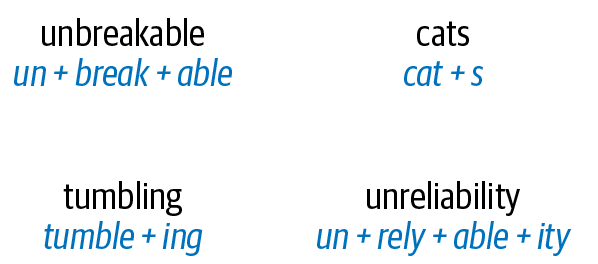 unbreakable
un + break + able
cats
cat + s
tumbling
tumble + ing
unreliability
un + rely + able + ity